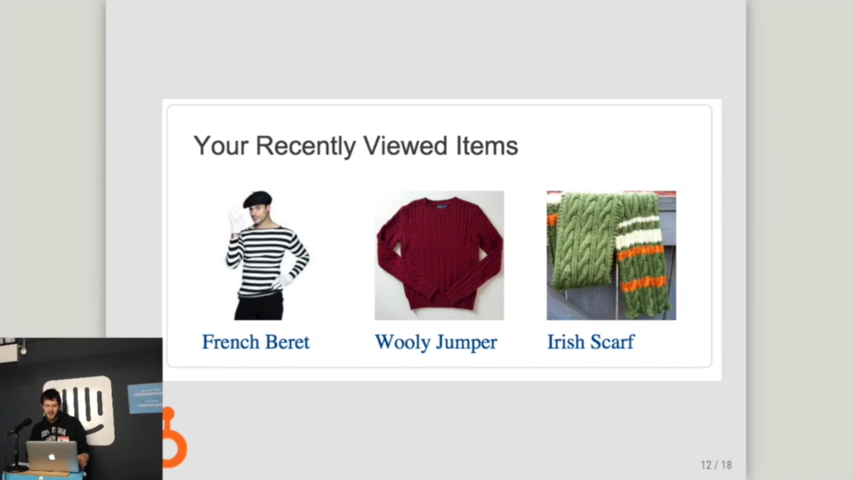 Your Recently Viewed Items
French Beret
Wooly Jumper
Irish Scarf
12 / 18